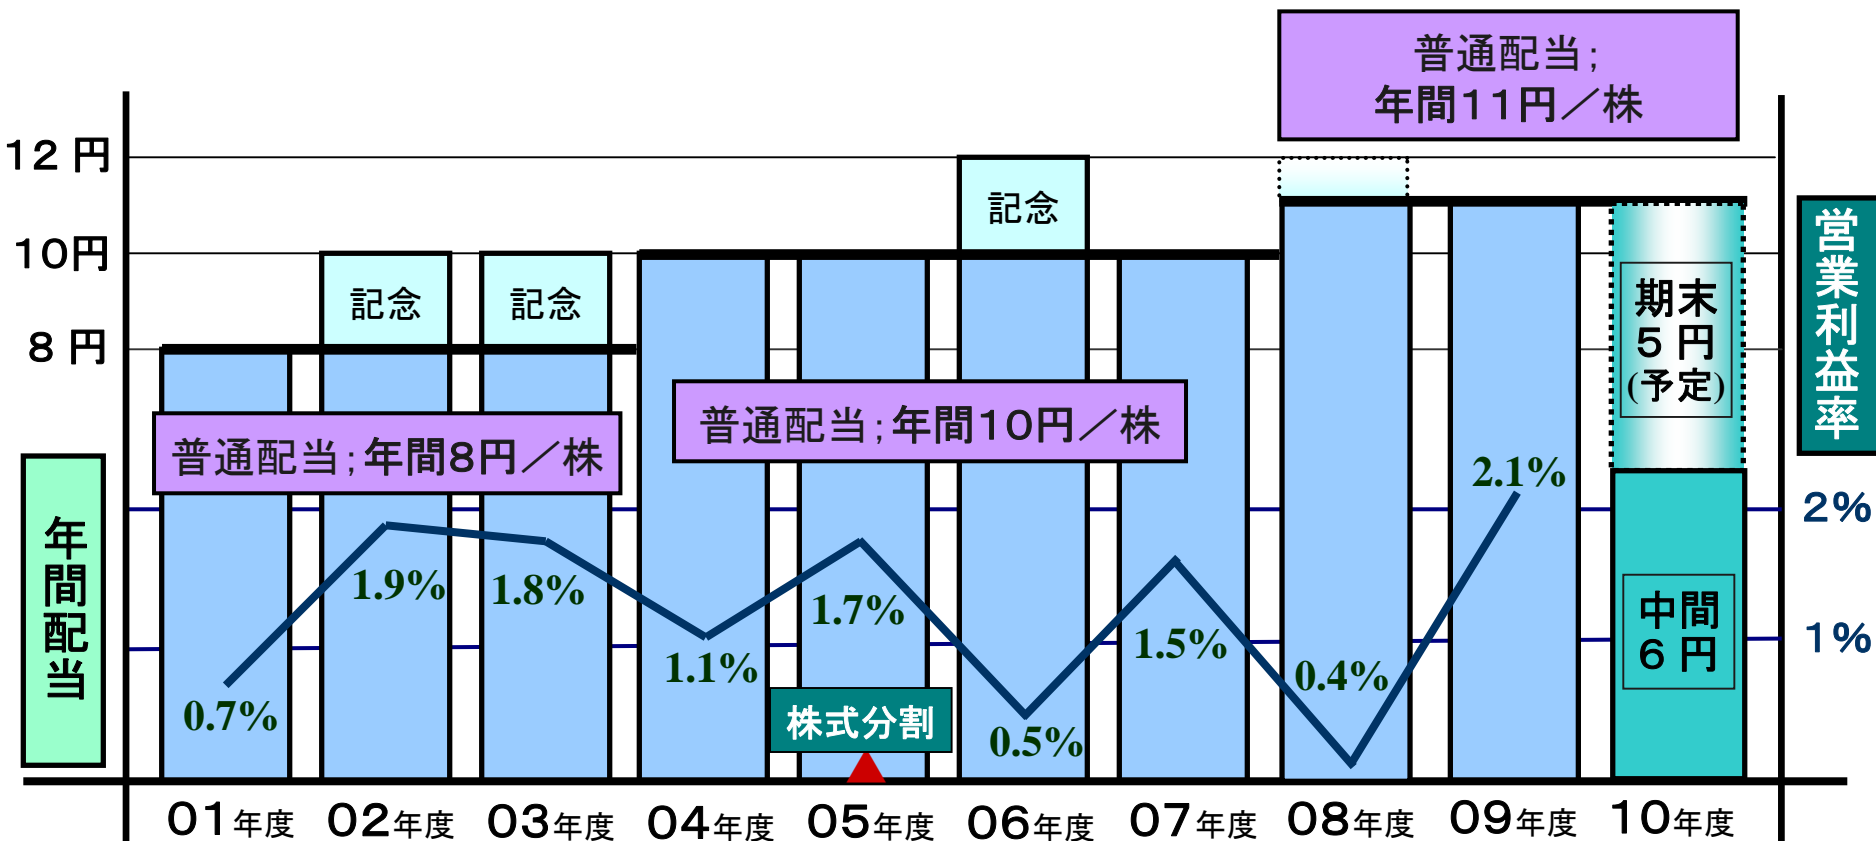 普通配当;
年間11円／株
12 円
10円
8 円
記念
記念
記念
普通配当;年間8円／株
普通配当;年間10円／株
期末
5 円
(予定)
中間
6 円
営業利益率
年間配当
2%
1%
0.7%
1.9%
1.8%
1.1%
1.7%
0.5%
1.5%
0.4%
2.1%
株式分割
01年度
02年度
03年度
04年度
05年度
06年度
07年度
08年度
09年度
10年度